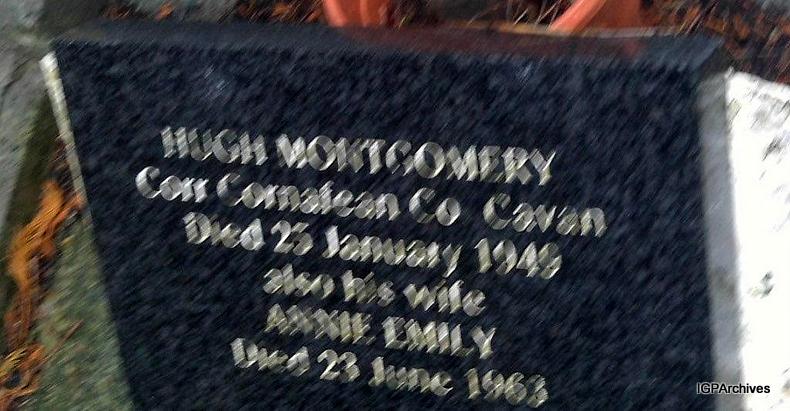 HUGH MONTGOMERY
Corr Cornafean Co Cavan
Died 25 January 1949
also his wife
ANNIE EMILY
Died 23 June 1963
IGPArchives